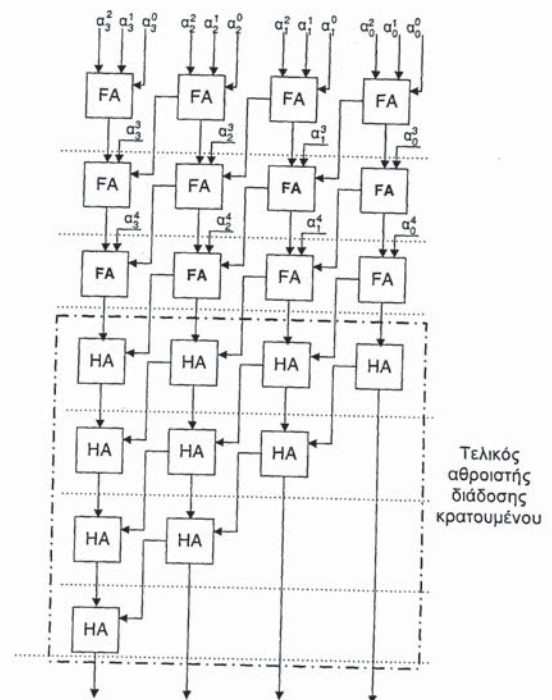 α₃² α₃¹ α₃⁰ α₂² α₂¹ α₂⁰ α₁² α₁¹ α₁⁰ α₀² α₀¹ α₀⁰
FA FA FA FA
α₃³ α₂³ α₁³ α₀³
FA FA FA FA
α₃⁴ α₂⁴ α₁⁴ α₀⁴
FA FA FA FA
HA HA HA HA
HA HA HA
HA HA
HA
Τελικός
αθροιστής
διάδοσης
κρατουμένου